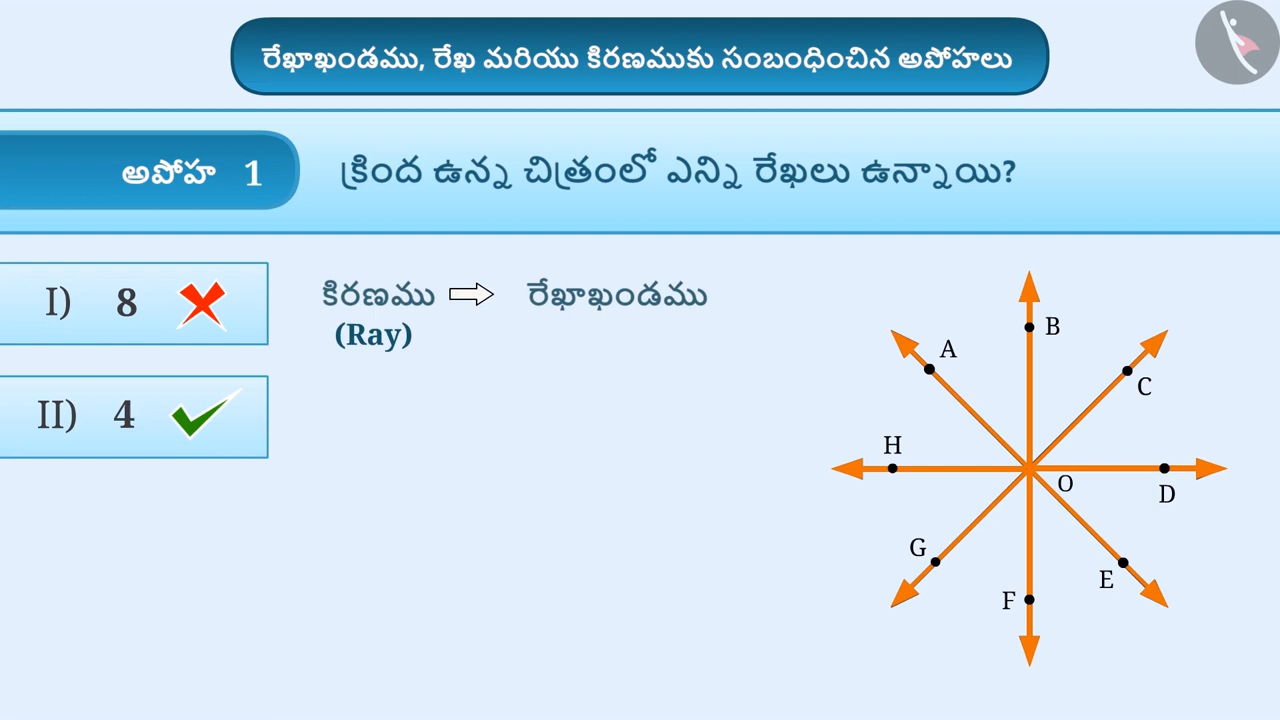 రేఖాఖండము, రేఖ మరియు కిరణముకు సంబంధించిన అపోహలు
అపోహ 1
క్రింద ఉన్న చిత్రంలో ఎన్ని రేఖలు ఉన్నాయి?
I) 8
కిరణము ⇨ రేఖాఖండము
(Ray)
II) 4
B
A
C
H
O
D
G
E
F